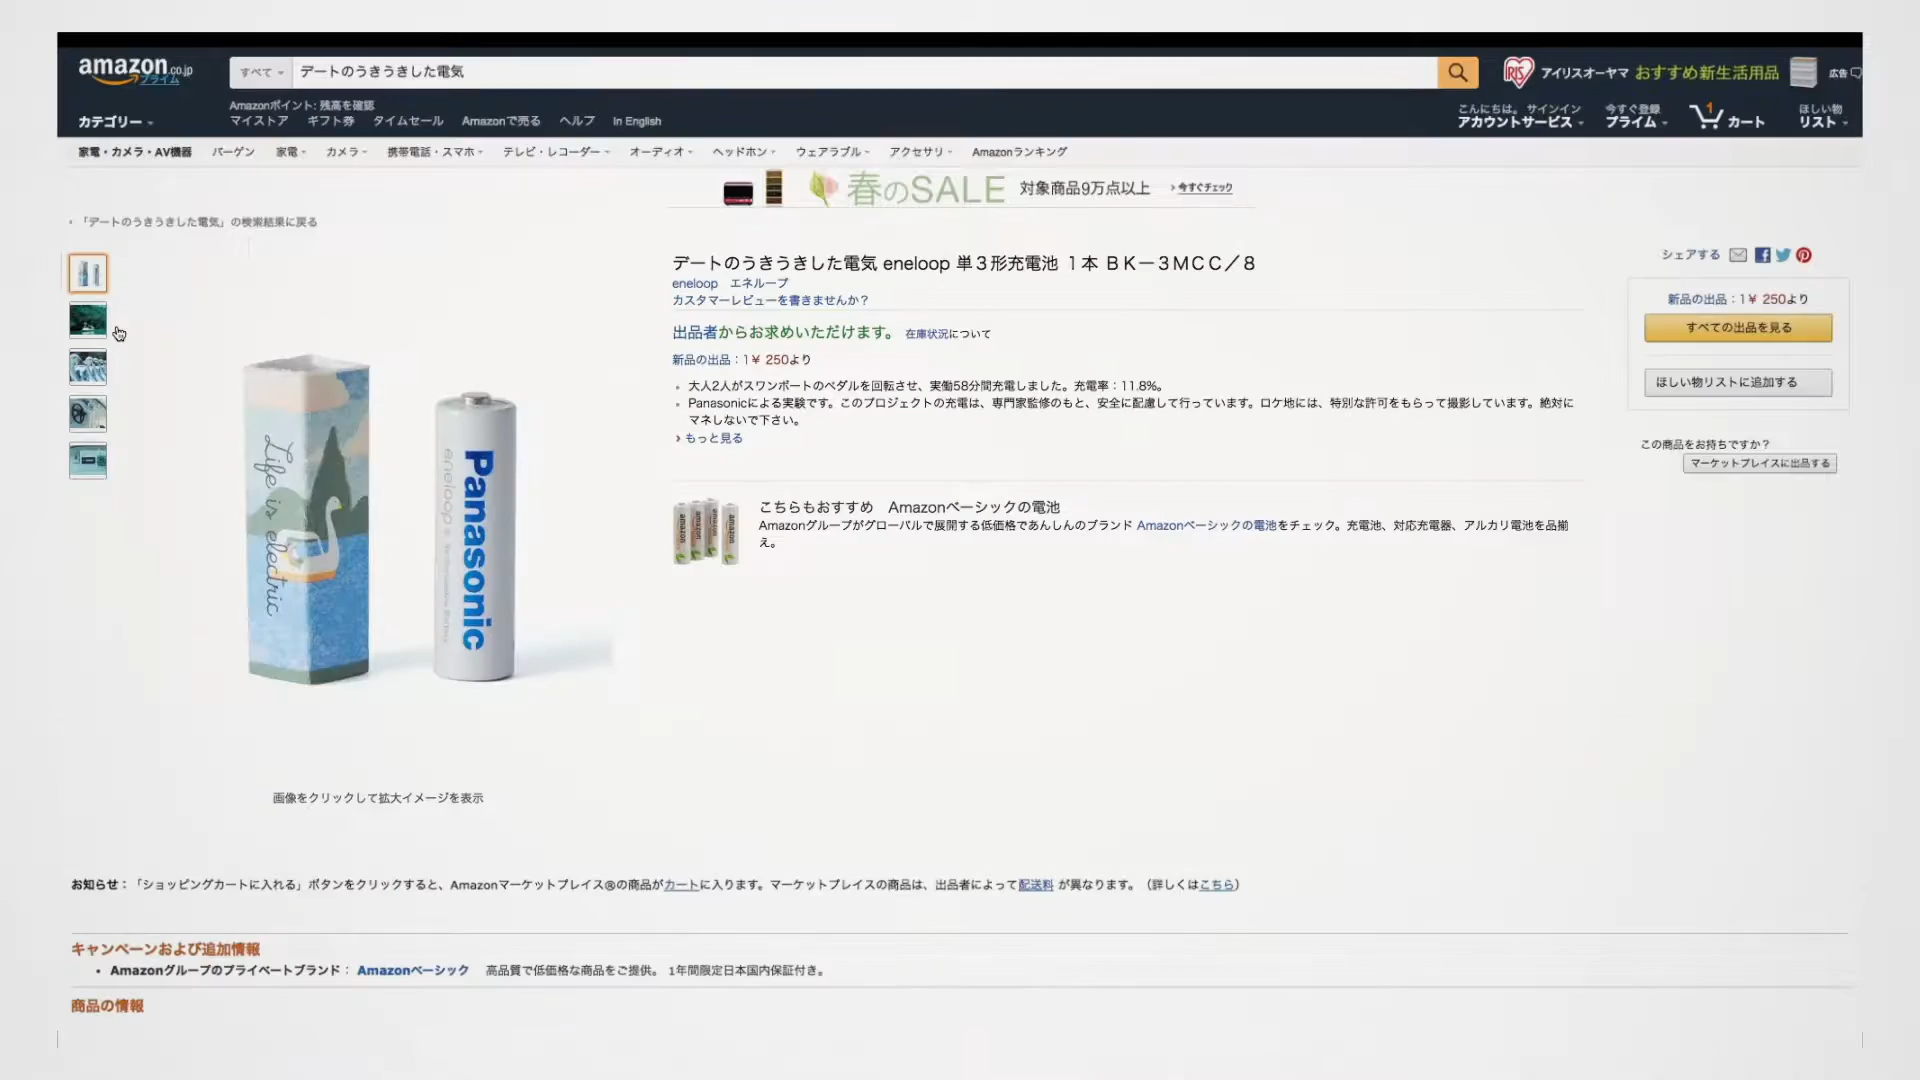 amazon.co.jp
プライム
すべて
デートのうきうきした電気
アイリスオーヤマ おすすめ新生活用品
広告
Amazonポイント: 残高を確認
カテゴリー
マイストア ギフト券 タイムセール Amazonで売る ヘルプ In English
こんにちは。サインイン
アカウントサービス
今すぐ登録
プライム
1
カート
ほしい物
リスト
家電・カメラ・AV機器 バーゲン 家電 カメラ 携帯電話・スマホ テレビ・レコーダー オーディオ ヘッドホン ウェアラブル アクセサリ Amazonランキング
春のSALE 対象商品9万点以上 ›今すぐチェック
‹ 「デートのうきうきした電気」の検索結果に戻る
シェアする
デートのうきうきした電気 eneloop 単３形充電池 １本 ＢＫ－３ＭＣＣ／８
eneloop エネループ
カスタマーレビューを書きませんか？
出品者からお求めいただけます。 在庫状況について
新品の出品：1￥ 250より
• 大人2人がスワンボートのペダルを回転させ、実働58分間充電しました。充電率：11.8%。
• Panasonicによる実験です。このプロジェクトの充電は、専門家監修のもと、安全に配慮して行っています。ロケ地には、特別な許可をもらって撮影しています。絶対に
マネしないで下さい。
› もっと見る
新品の出品：1￥ 250より
すべての出品を見る
ほしい物リストに追加する
この商品をお持ちですか？
マーケットプレイスに出品する
Life is electric
Panasonic
eneloop
こちらもおすすめ Amazonベーシックの電池
Amazonグループがグローバルで展開する低価格であんしんのブランド Amazonベーシックの電池をチェック。充電池、対応充電器、アルカリ電池を品揃
え。
amazon amazon amazon amazon
画像をクリックして拡大イメージを表示
お知らせ：「ショッピングカートに入れる」ボタンをクリックすると、Amazonマーケットプレイス®の商品がカートに入ります。マーケットプレイスの商品は、出品者によって配送料 が異なります。（詳しくはこちら）
キャンペーンおよび追加情報
• Amazonグループのプライベートブランド： Amazonベーシック 高品質で低価格な商品をご提供。 1年間限定日本国内保証付き。
商品の情報